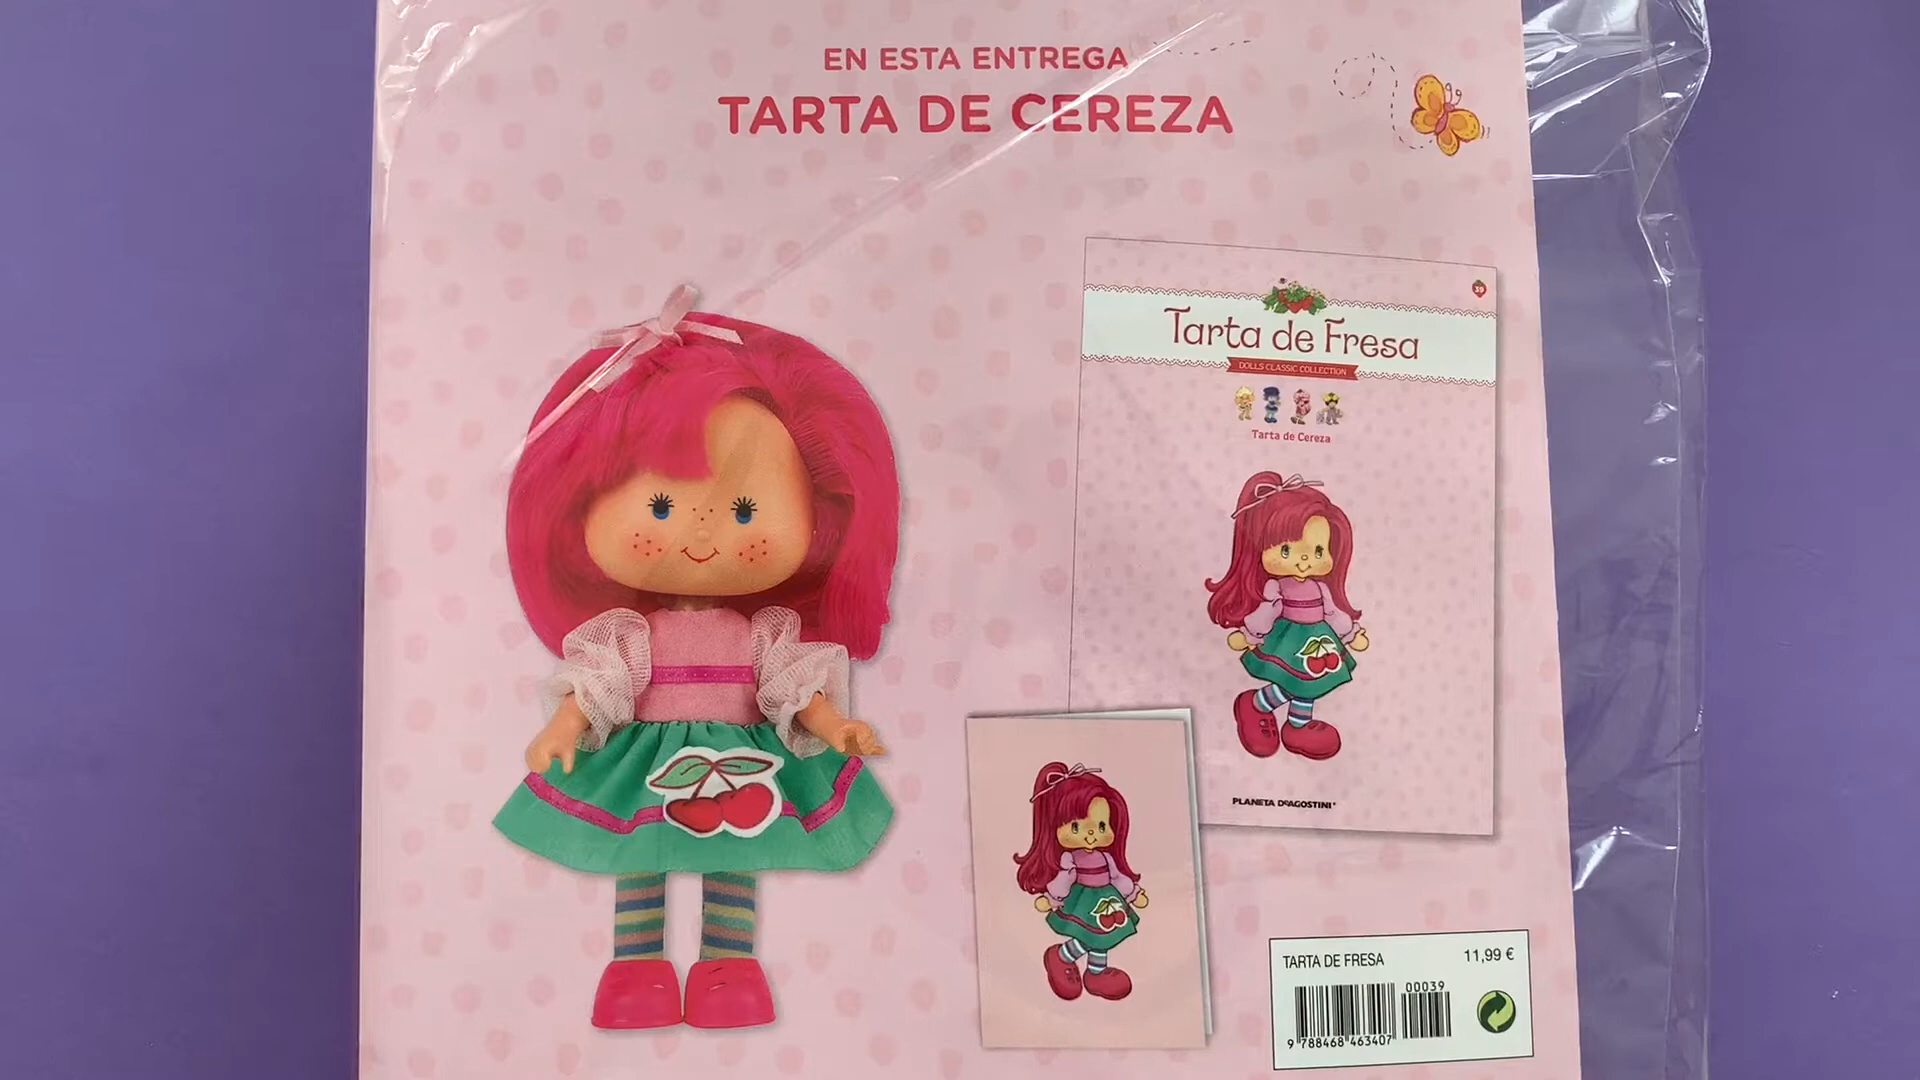 EN ESTA ENTREGA
TARTA DE CEREZA
39
Tarta de Fresa
DOLLS CLASSIC COLLECTION
Tarta de Cereza
PLANETA DEAGOSTINI
TARTA DE FRESA
11,99 €
00039
9 788468 463407